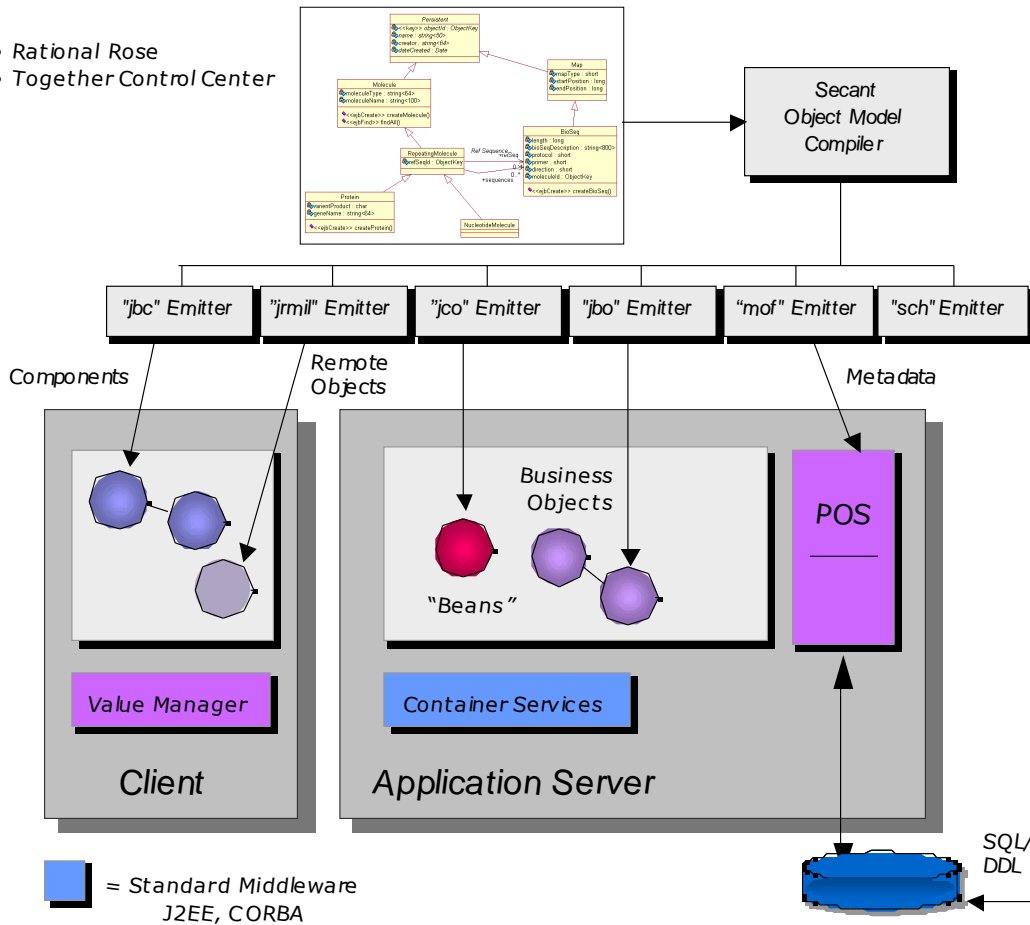 • Rational Rose
• Together Control Center
Persistent
<<key>> objectId : ObjectKey
name : string<50>
creator : string<64>
dateCreated : Date
Molecule
moleculeType : string<64>
moleculeName : string<100>
<<ejbCreate>> createMolecule()
<<ejbFind>> findAll()
Map
mapType : short
startPosition : long
endPosition : long
RepeatingMolecule
refSeqId : ObjectKey
Ref Sequence
+refSeq
0..*
0..*
+sequences
BioSeq
length : long
bioSeqDescription : string<800>
protocol : short
primer : short
direction : short
moleculeId : ObjectKey
<<ejbCreate>> createBioSeq()
Protein
varientProduct : char
geneName : string<64>
<<ejbCreate>> createProtein()
NucleotideMolecule
Secant
Object Model
Compiler
"jbc" Emitter
”jrmil" Emitter
"jco" Emitter
"jbo" Emitter
“mof" Emitter
"sch" Emitter
Components
Remote
Objects
Metadata
Business
Objects
“Beans”
POS
Value Manager
Container Services
Client
Application Server
= Standard Middleware
J2EE, CORBA
SQL/
DDL